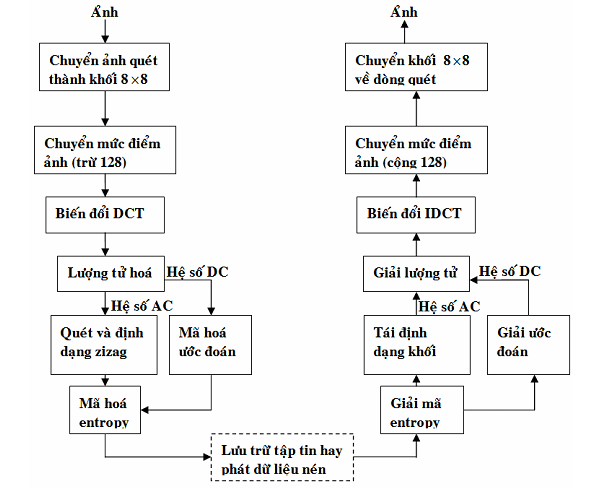 Ảnh
Chuyển ảnh quét
thành khối 8×8
Chuyển mức điểm
ảnh (trừ 128)
Biến đổi DCT
Lượng tử hoá
Hệ số DC
Hệ số AC
Quét và định
dạng zizag
Mã hoá
ước đoán
Mã hoá
entropy
Lưu trữ tập tin hay
phát dữ liệu nén
Ảnh
Chuyển khối 8×8
về dòng quét
Chuyển mức điểm
ảnh (cộng 128)
Biến đổi IDCT
Giải lượng tử
Hệ số DC
Hệ số AC
Tái định
dạng khối
Giải ước
đoán
Giải mã
entropy